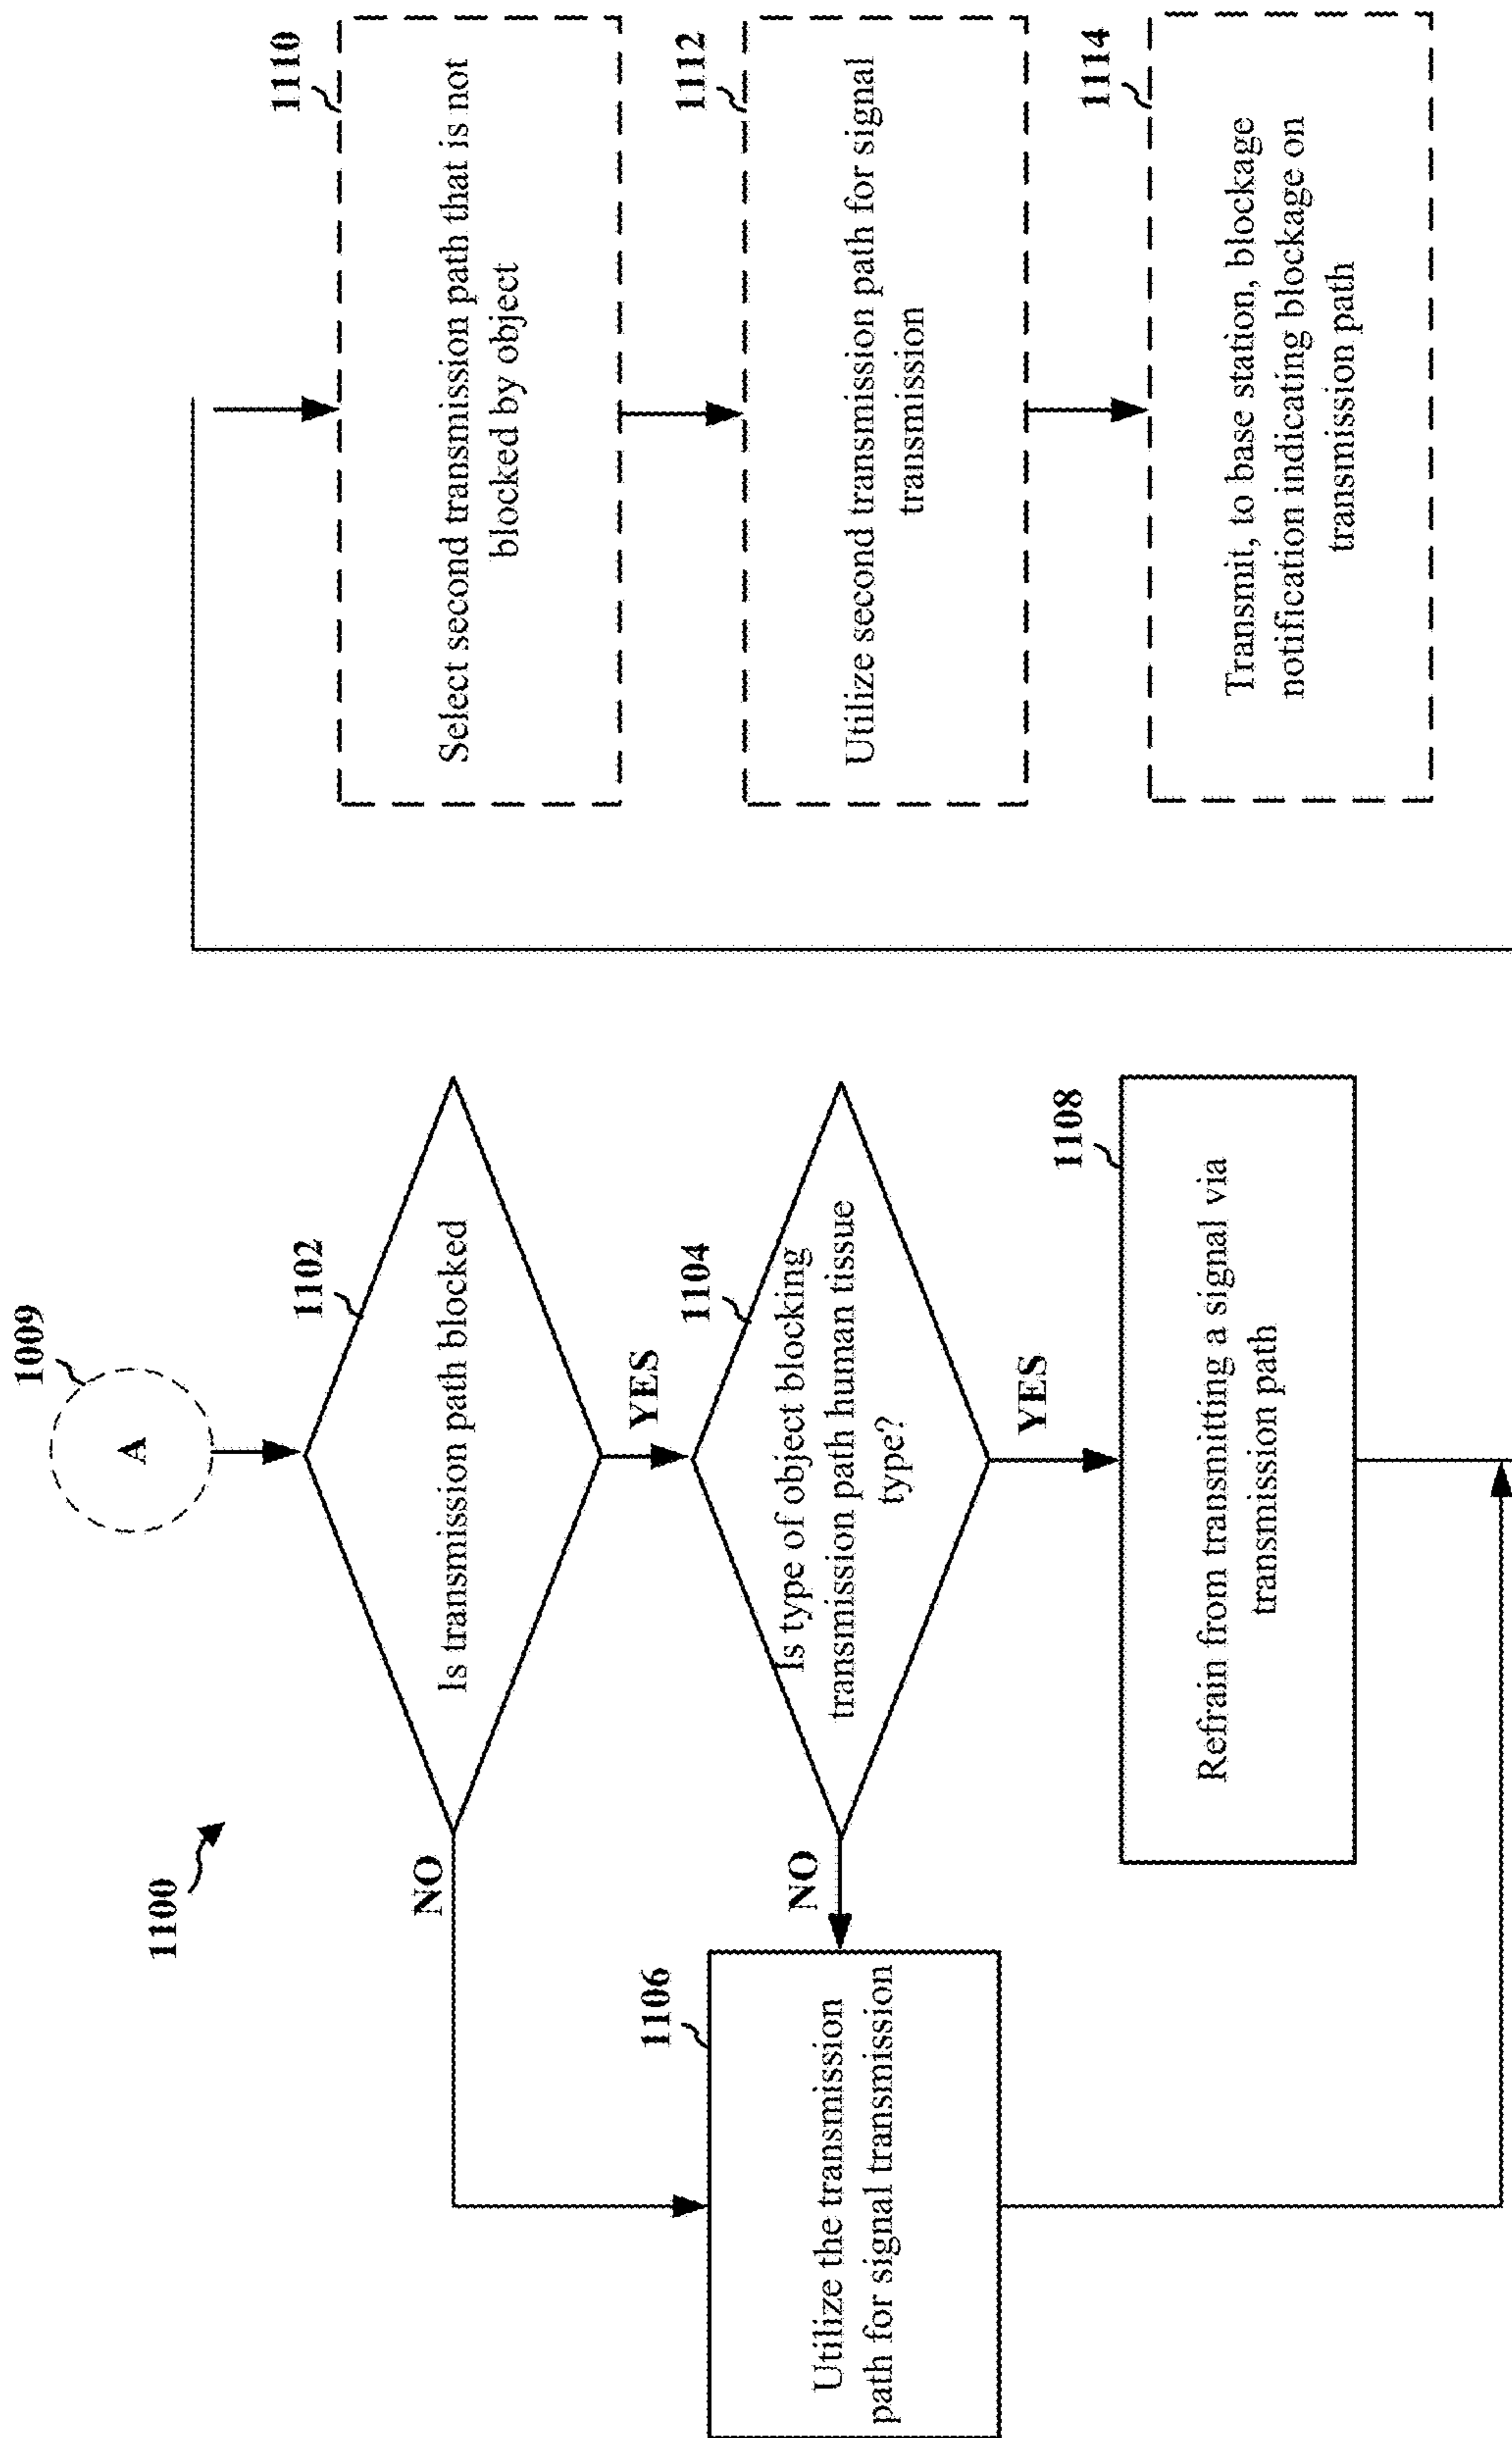 1100
1009
A
1102
Is transmission path blocked
NO
YES
1104
Is type of object blocking
transmission path human tissue
type?
NO
YES
1106
Utilize the transmission
path for signal transmission
1108
Refrain from transmitting a signal via
transmission path
1110
Select second transmission path that is not
blocked by object
1112
Utilize second transmission path for signal
transmission
1114
Transmit, to base station, blockage
notification indicating blockage on
transmission path